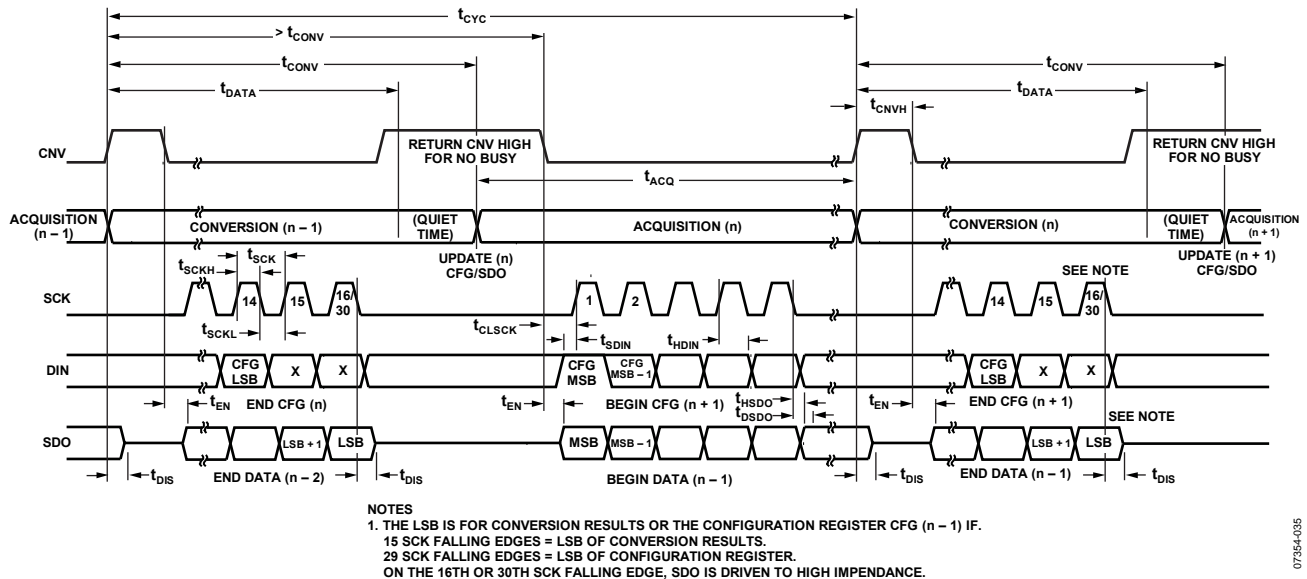 tCYC
> tCONV
tCONV
tCONV
tDATA
tDATA
tCNVH
CNV
RETURN CNV HIGH
FOR NO BUSY
RETURN CNV HIGH
FOR NO BUSY
tACQ
ACQUISITION
(n – 1)
CONVERSION (n – 1)
(QUIET
TIME)
ACQUISITION (n)
CONVERSION (n)
(QUIET
TIME)
ACQUISITION
(n + 1)
UPDATE (n)
CFG/SDO
UPDATE (n + 1)
CFG/SDO
tSCK
tSCKH
SEE NOTE
SCK
14
15
16/
30
1
2
14
15
16/
30
tSCKL
tCLSCK
tSDIN
tHDIN
DIN
CFG
LSB
X
X
CFG
MSB
CFG
MSB – 1
CFG
LSB
X
X
tEN
END CFG (n)
tEN
BEGIN CFG (n + 1)
tHSDO
tDSDO
tEN
END CFG (n + 1)
SEE NOTE
SDO
LSB + 1
LSB
MSB
MSB – 1
LSB + 1
LSB
tDIS
END DATA (n – 2)
tDIS
BEGIN DATA (n – 1)
tDIS
END DATA (n – 1)
tDIS
NOTES
1. THE LSB IS FOR CONVERSION RESULTS OR THE CONFIGURATION REGISTER CFG (n – 1) IF.
15 SCK FALLING EDGES = LSB OF CONVERSION RESULTS.
29 SCK FALLING EDGES = LSB OF CONFIGURATION REGISTER.
ON THE 16TH OR 30TH SCK FALLING EDGE, SDO IS DRIVEN TO HIGH IMPENDANCE.
07354-035